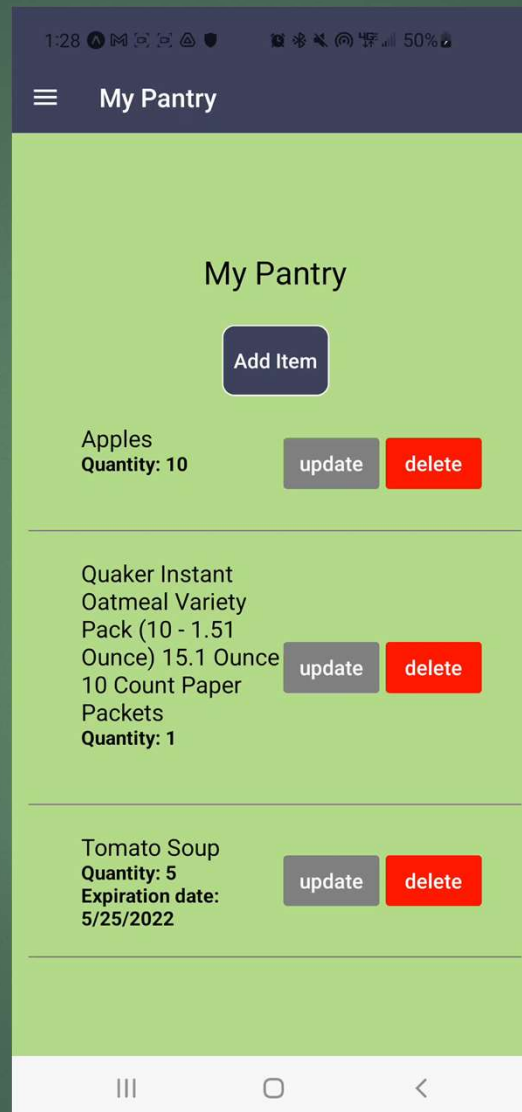 1:28 50%
My Pantry
My Pantry
Add Item
Apples
Quantity: 10
update delete
Quaker Instant
Oatmeal Variety
Pack (10 - 1.51
Ounce) 15.1 Ounce
10 Count Paper
Packets
Quantity: 1
update delete
Tomato Soup
Quantity: 5
Expiration date:
5/25/2022
update delete